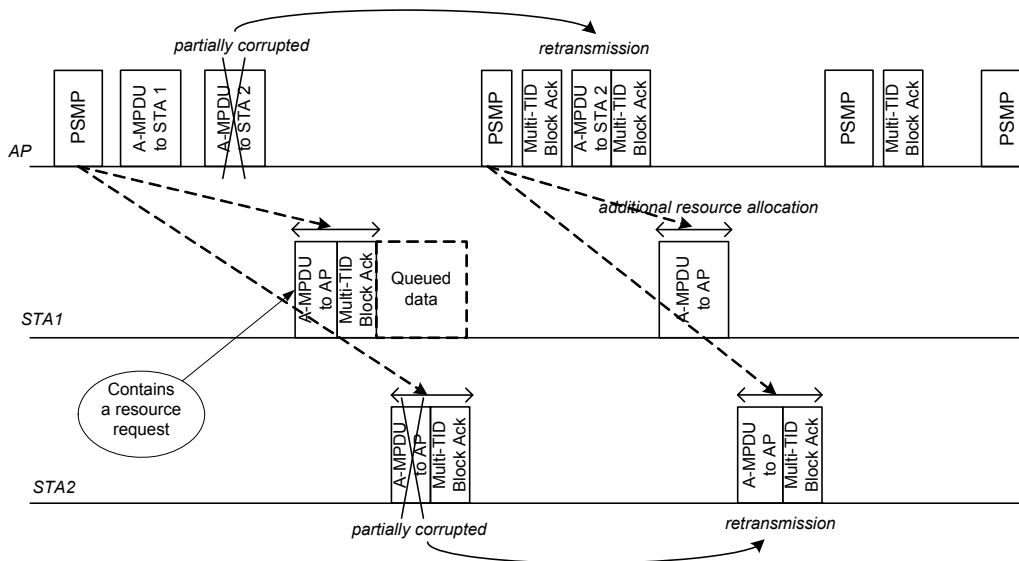 partially corrupted
retransmission
PSMP
A-MPDU
to STA 1
A-MPDU
to STA 2
PSMP
Multi-TID
Block Ack
A-MPDU
to STA 2
Multi-TID
Block Ack
PSMP
Multi-TID
Block Ack
PSMP
AP
additional resource allocation
A-MPDU
to AP
Multi-TID
Block Ack
Queued
data
A-MPDU
to AP
STA1
Contains
a resource
request
A-MPDU
to AP
Multi-TID
Block Ack
A-MPDU
to AP
Multi-TID
Block Ack
STA2
partially corrupted
retransmission